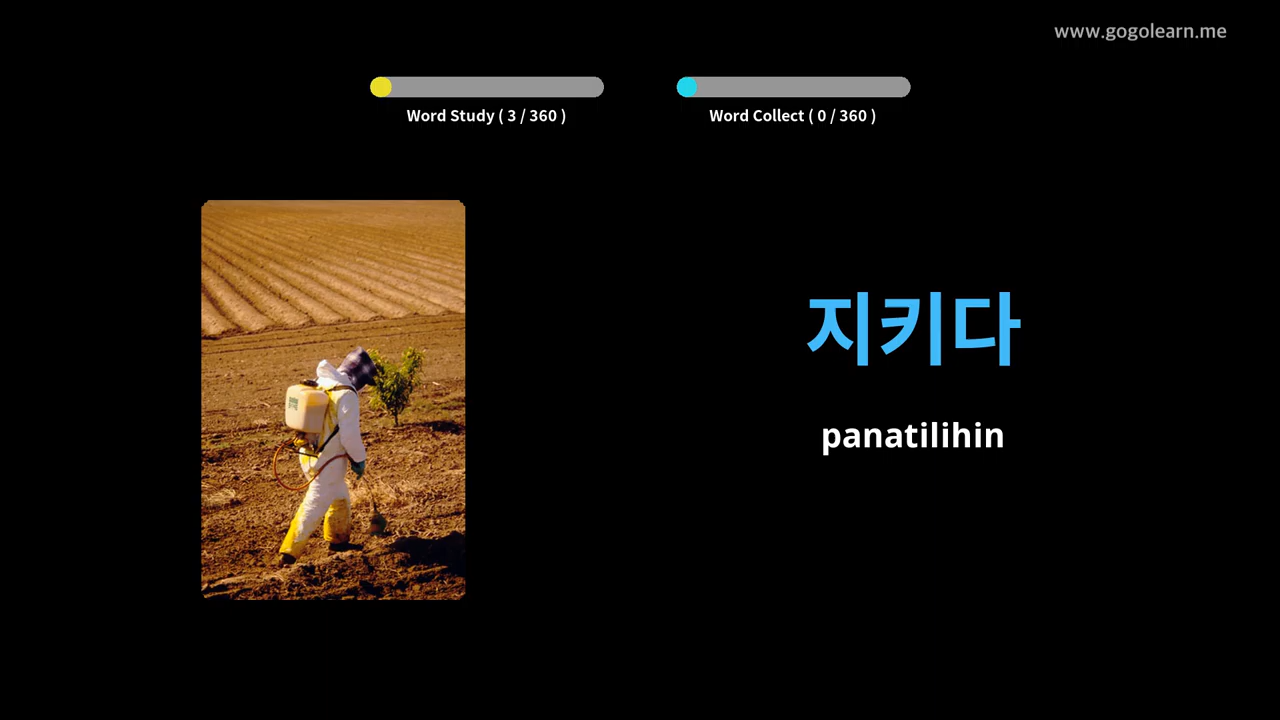 www.gogolearn.me
Word Study ( 3 / 360 )
Word Collect ( 0 / 360 )
지키다
panatilihin